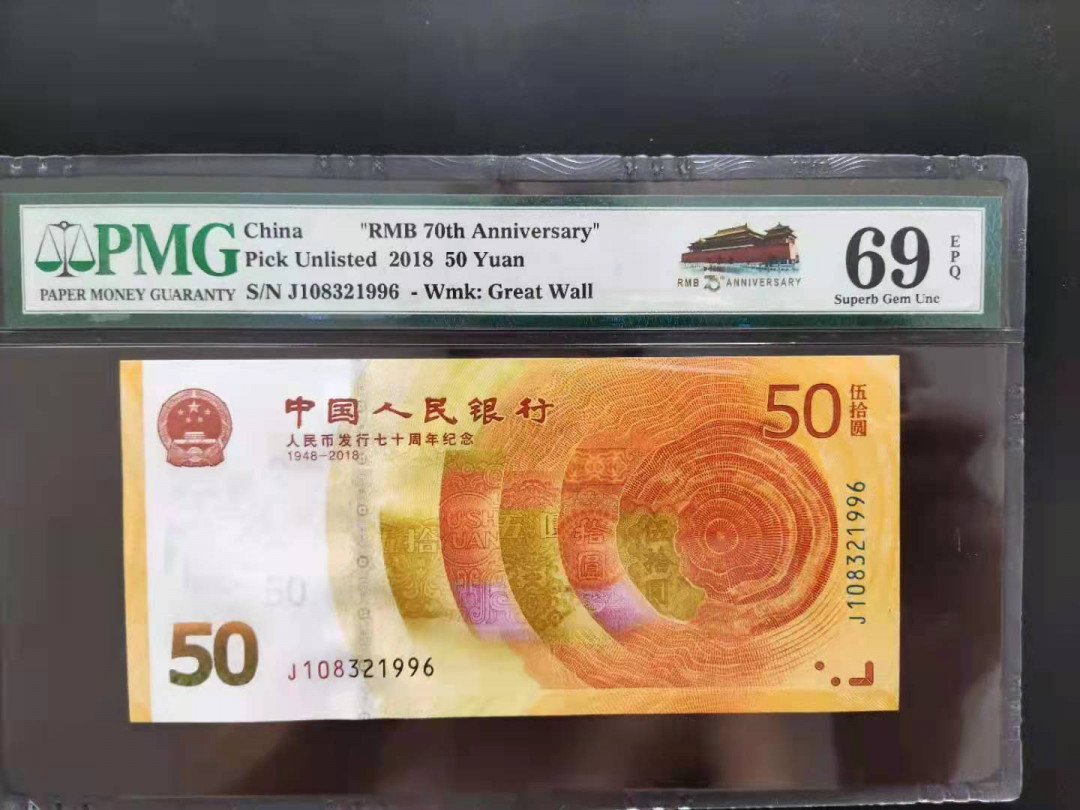 PMG
PAPER MONEY GUARANTY
China "RMB 70th Anniversary"
Pick Unlisted 2018 50 Yuan
S/N J108321996 - Wmk: Great Wall
RMB 70th ANNIVERSARY
69
EPQ
Superb Gem Unc
中国人民银行
人民币发行七十周年纪念
1948-2018
50
伍拾圆
J108321996
50
50
J108321996